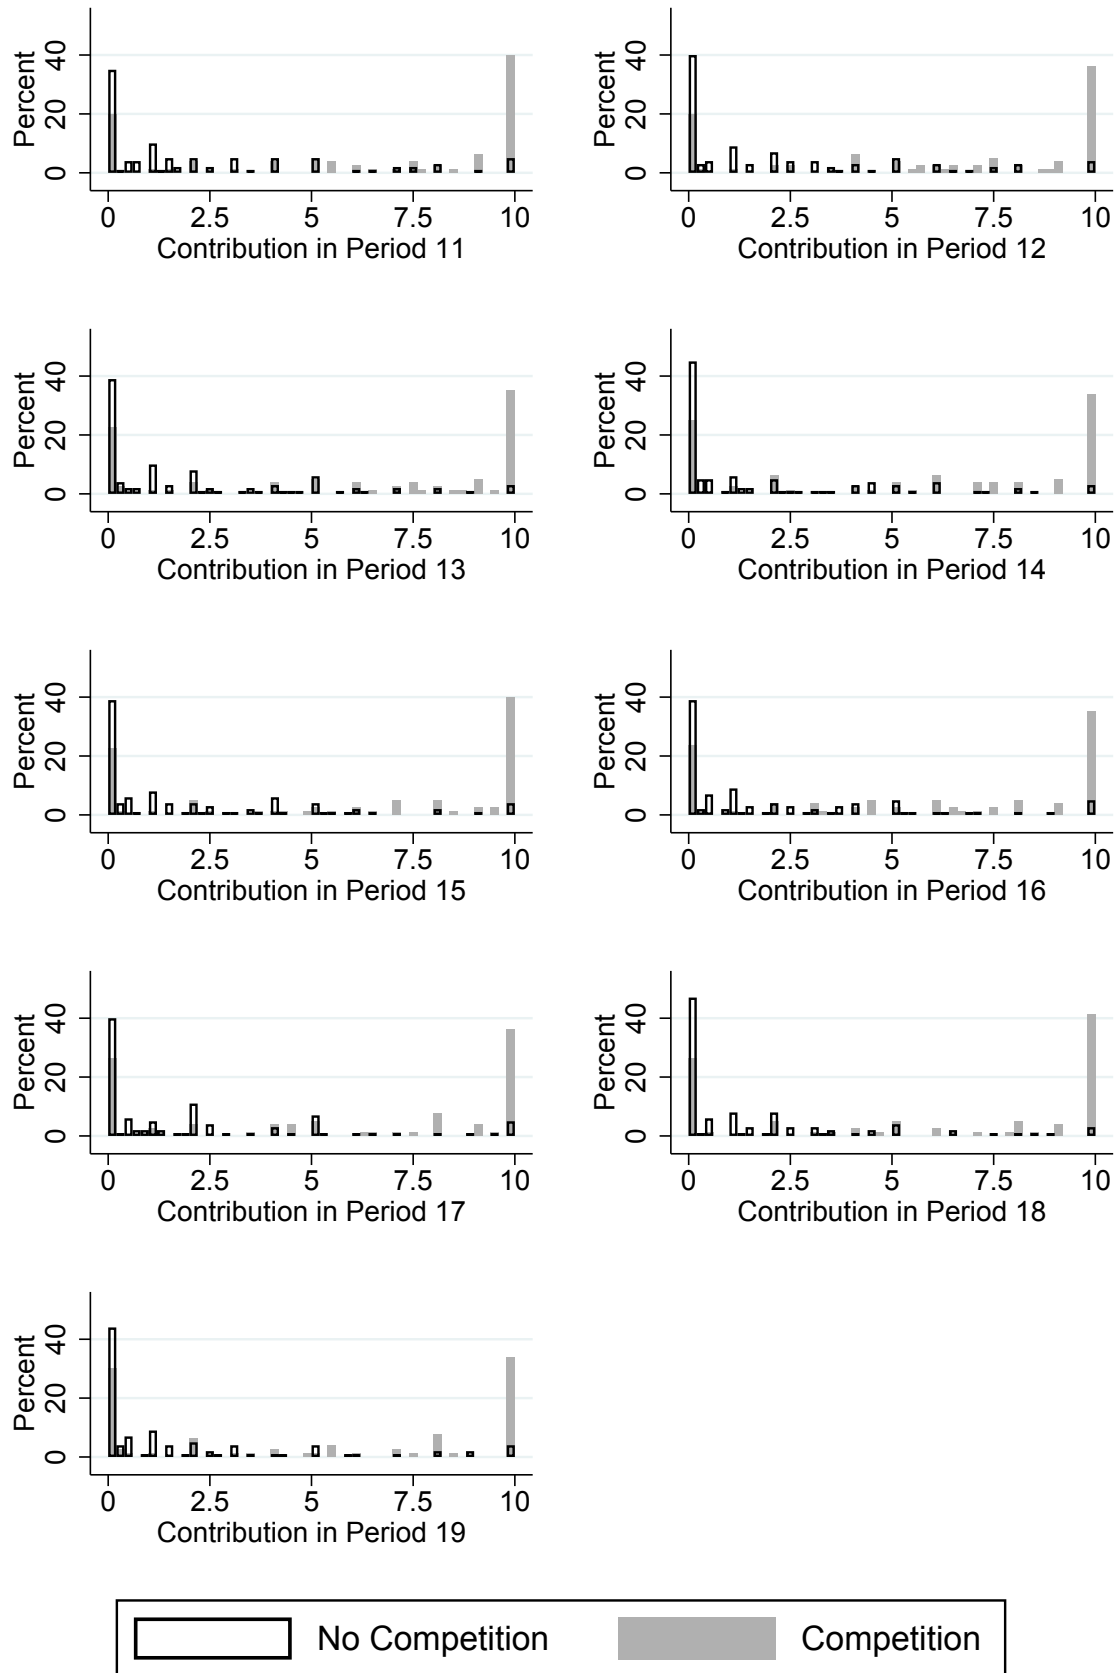 Percent
40
20
0
0 2.5 5 7.5 10
Contribution in Period 11
Percent
40
20
0
0 2.5 5 7.5 10
Contribution in Period 12
Percent
40
20
0
0 2.5 5 7.5 10
Contribution in Period 13
Percent
40
20
0
0 2.5 5 7.5 10
Contribution in Period 14
Percent
40
20
0
0 2.5 5 7.5 10
Contribution in Period 15
Percent
40
20
0
0 2.5 5 7.5 10
Contribution in Period 16
Percent
40
20
0
0 2.5 5 7.5 10
Contribution in Period 17
Percent
40
20
0
0 2.5 5 7.5 10
Contribution in Period 18
Percent
40
20
0
0 2.5 5 7.5 10
Contribution in Period 19
No Competition Competition